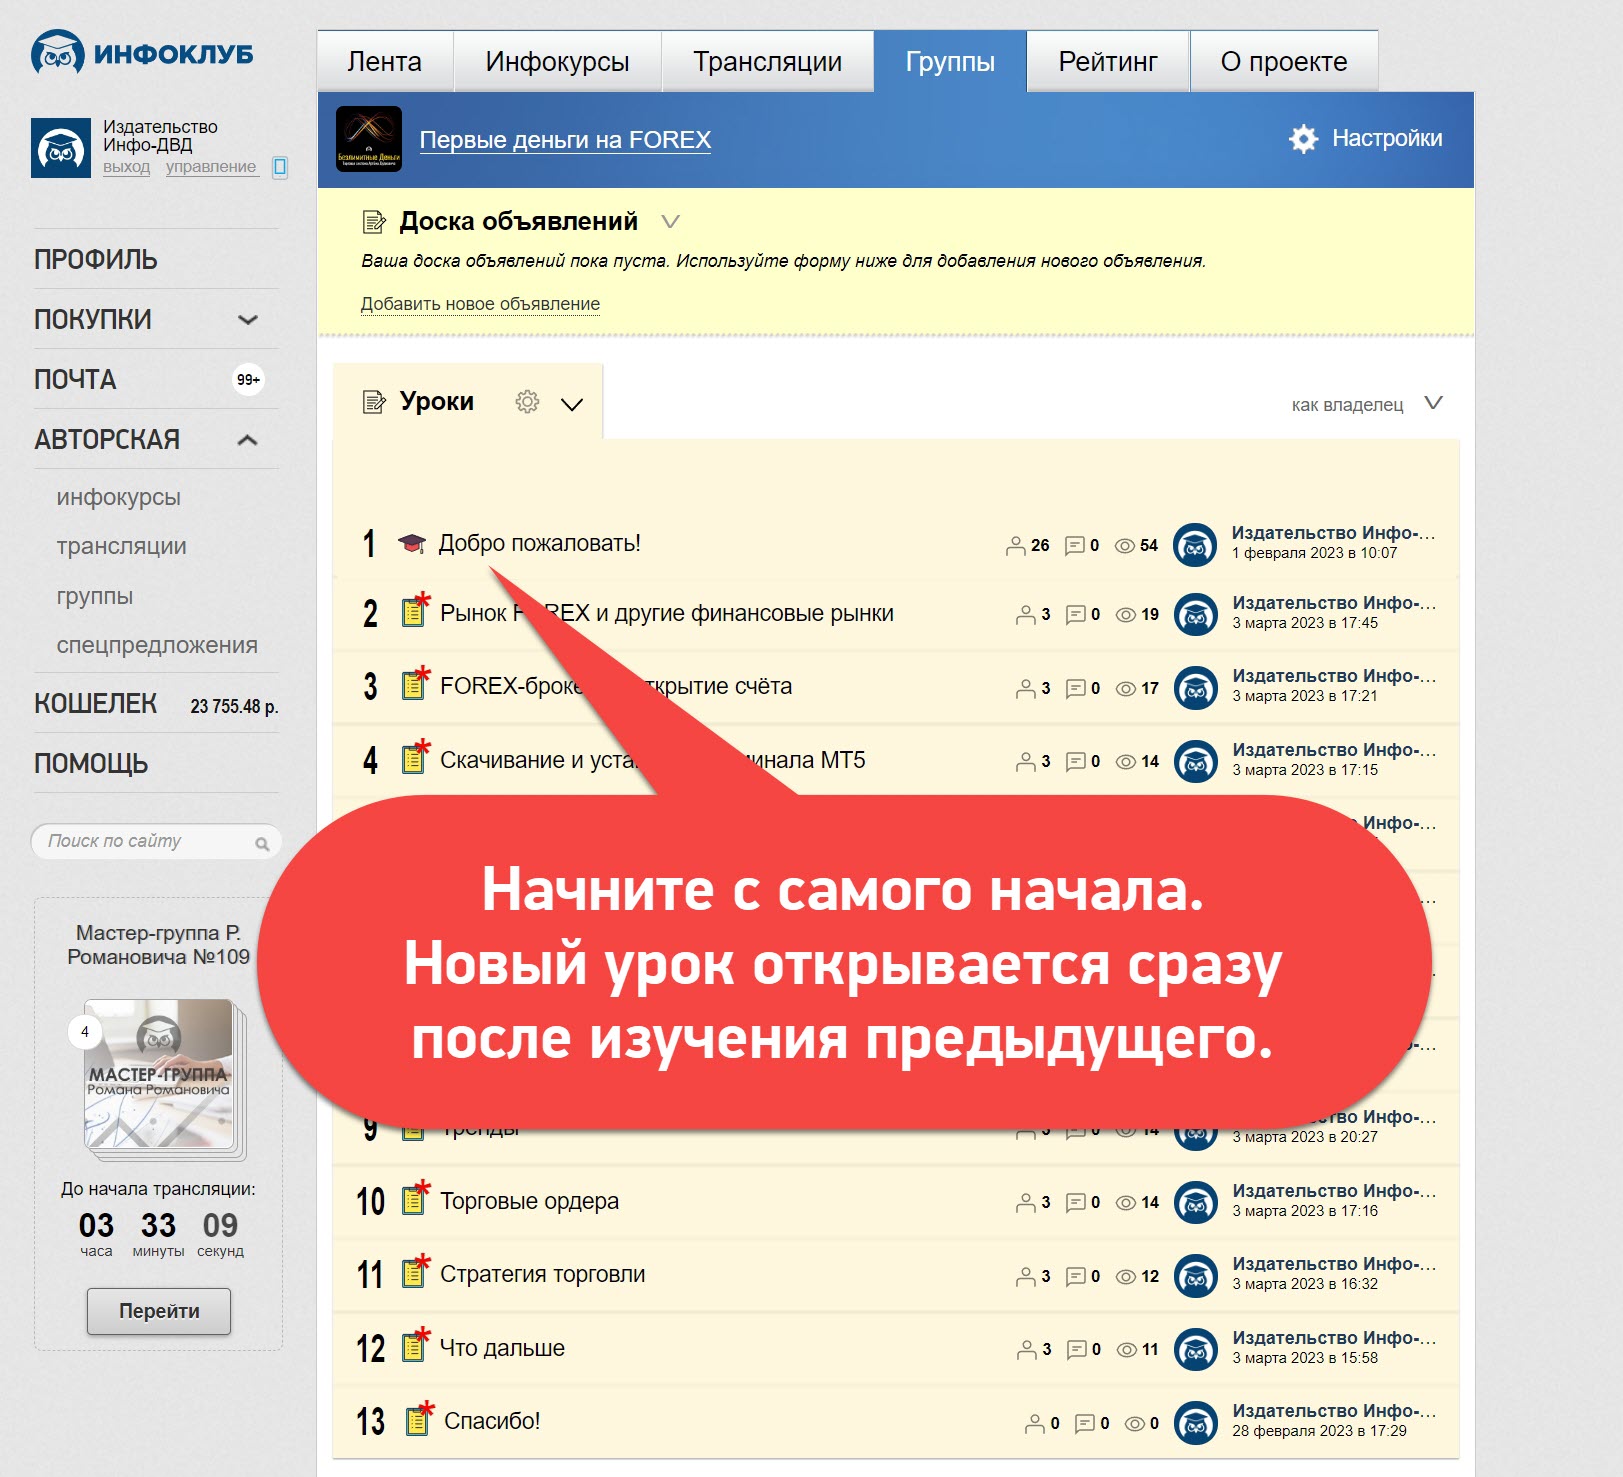 ИНФОКЛУБ
Лента
Инфокурсы
Трансляции
Группы
Рейтинг
О проекте
Издательство
Инфо-ДВД
выход управление
Безлимитные Деньги
Первые деньги на FOREX
Настройки
Доска объявлений
Ваша доска объявлений пока пуста. Используйте форму ниже для добавления нового объявления.
Добавить новое объявление
ПРОФИЛЬ
ПОКУПКИ
ПОЧТА 99+
АВТОРСКАЯ
инфокурсы
трансляции
группы
спецпредложения
КОШЕЛЕК 23 755.48 р.
ПОМОЩЬ
Поиск по сайту
Мастер-группа Р.
Романовича №109
4
МАСТЕР-ГРУППА
Романа Романовича
До начала трансляции:
03 33 09
часа минуты секунд
Перейти
Уроки
как владелец
1 Добро пожаловать! 26 0 54 Издательство Инфо-...
1 февраля 2023 в 10:07
2 Рынок FOREX и другие финансовые рынки 3 0 19 Издательство Инфо-...
3 марта 2023 в 17:45
3 FOREX-броке ткрытие счёта 3 0 17 Издательство Инфо-...
3 марта 2023 в 17:21
4 Скачивание и уста минала МТ5 3 0 14 Издательство Инфо-...
3 марта 2023 в 17:15
Инфо-...
Начните с самого начала.
Новый урок открывается сразу
после изучения предыдущего.
9 Тренды 3 0 14 тво Инфо-...
3 марта 2023 в 20:27
10 Торговые ордера 3 0 14 Издательство Инфо-...
3 марта 2023 в 17:16
11 Стратегия торговли 3 0 12 Издательство Инфо-...
3 марта 2023 в 16:32
12 Что дальше 3 0 11 Издательство Инфо-...
3 марта 2023 в 15:58
13 Спасибо! 0 0 0 Издательство Инфо-...
28 февраля 2023 в 17:29